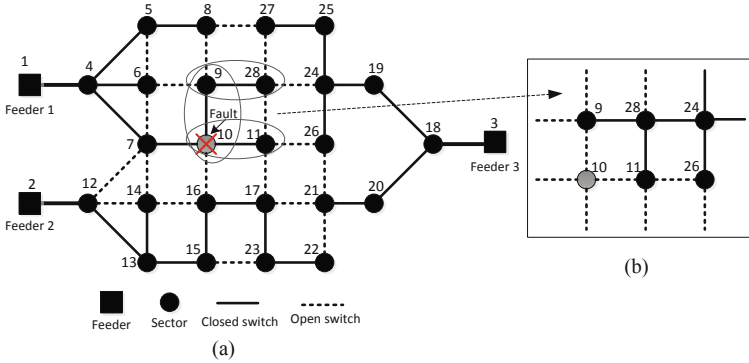 5 8 27 25
1 6 9 28 24 19
4
Feeder 1
Fault
3
7 10 11 26 18
Feeder 3
2 12 14 16 17 21 20
Feeder 2
13 15 23 22
Feeder Sector Closed switch Open switch
(a)
9 28 24
10 11 26
(b)